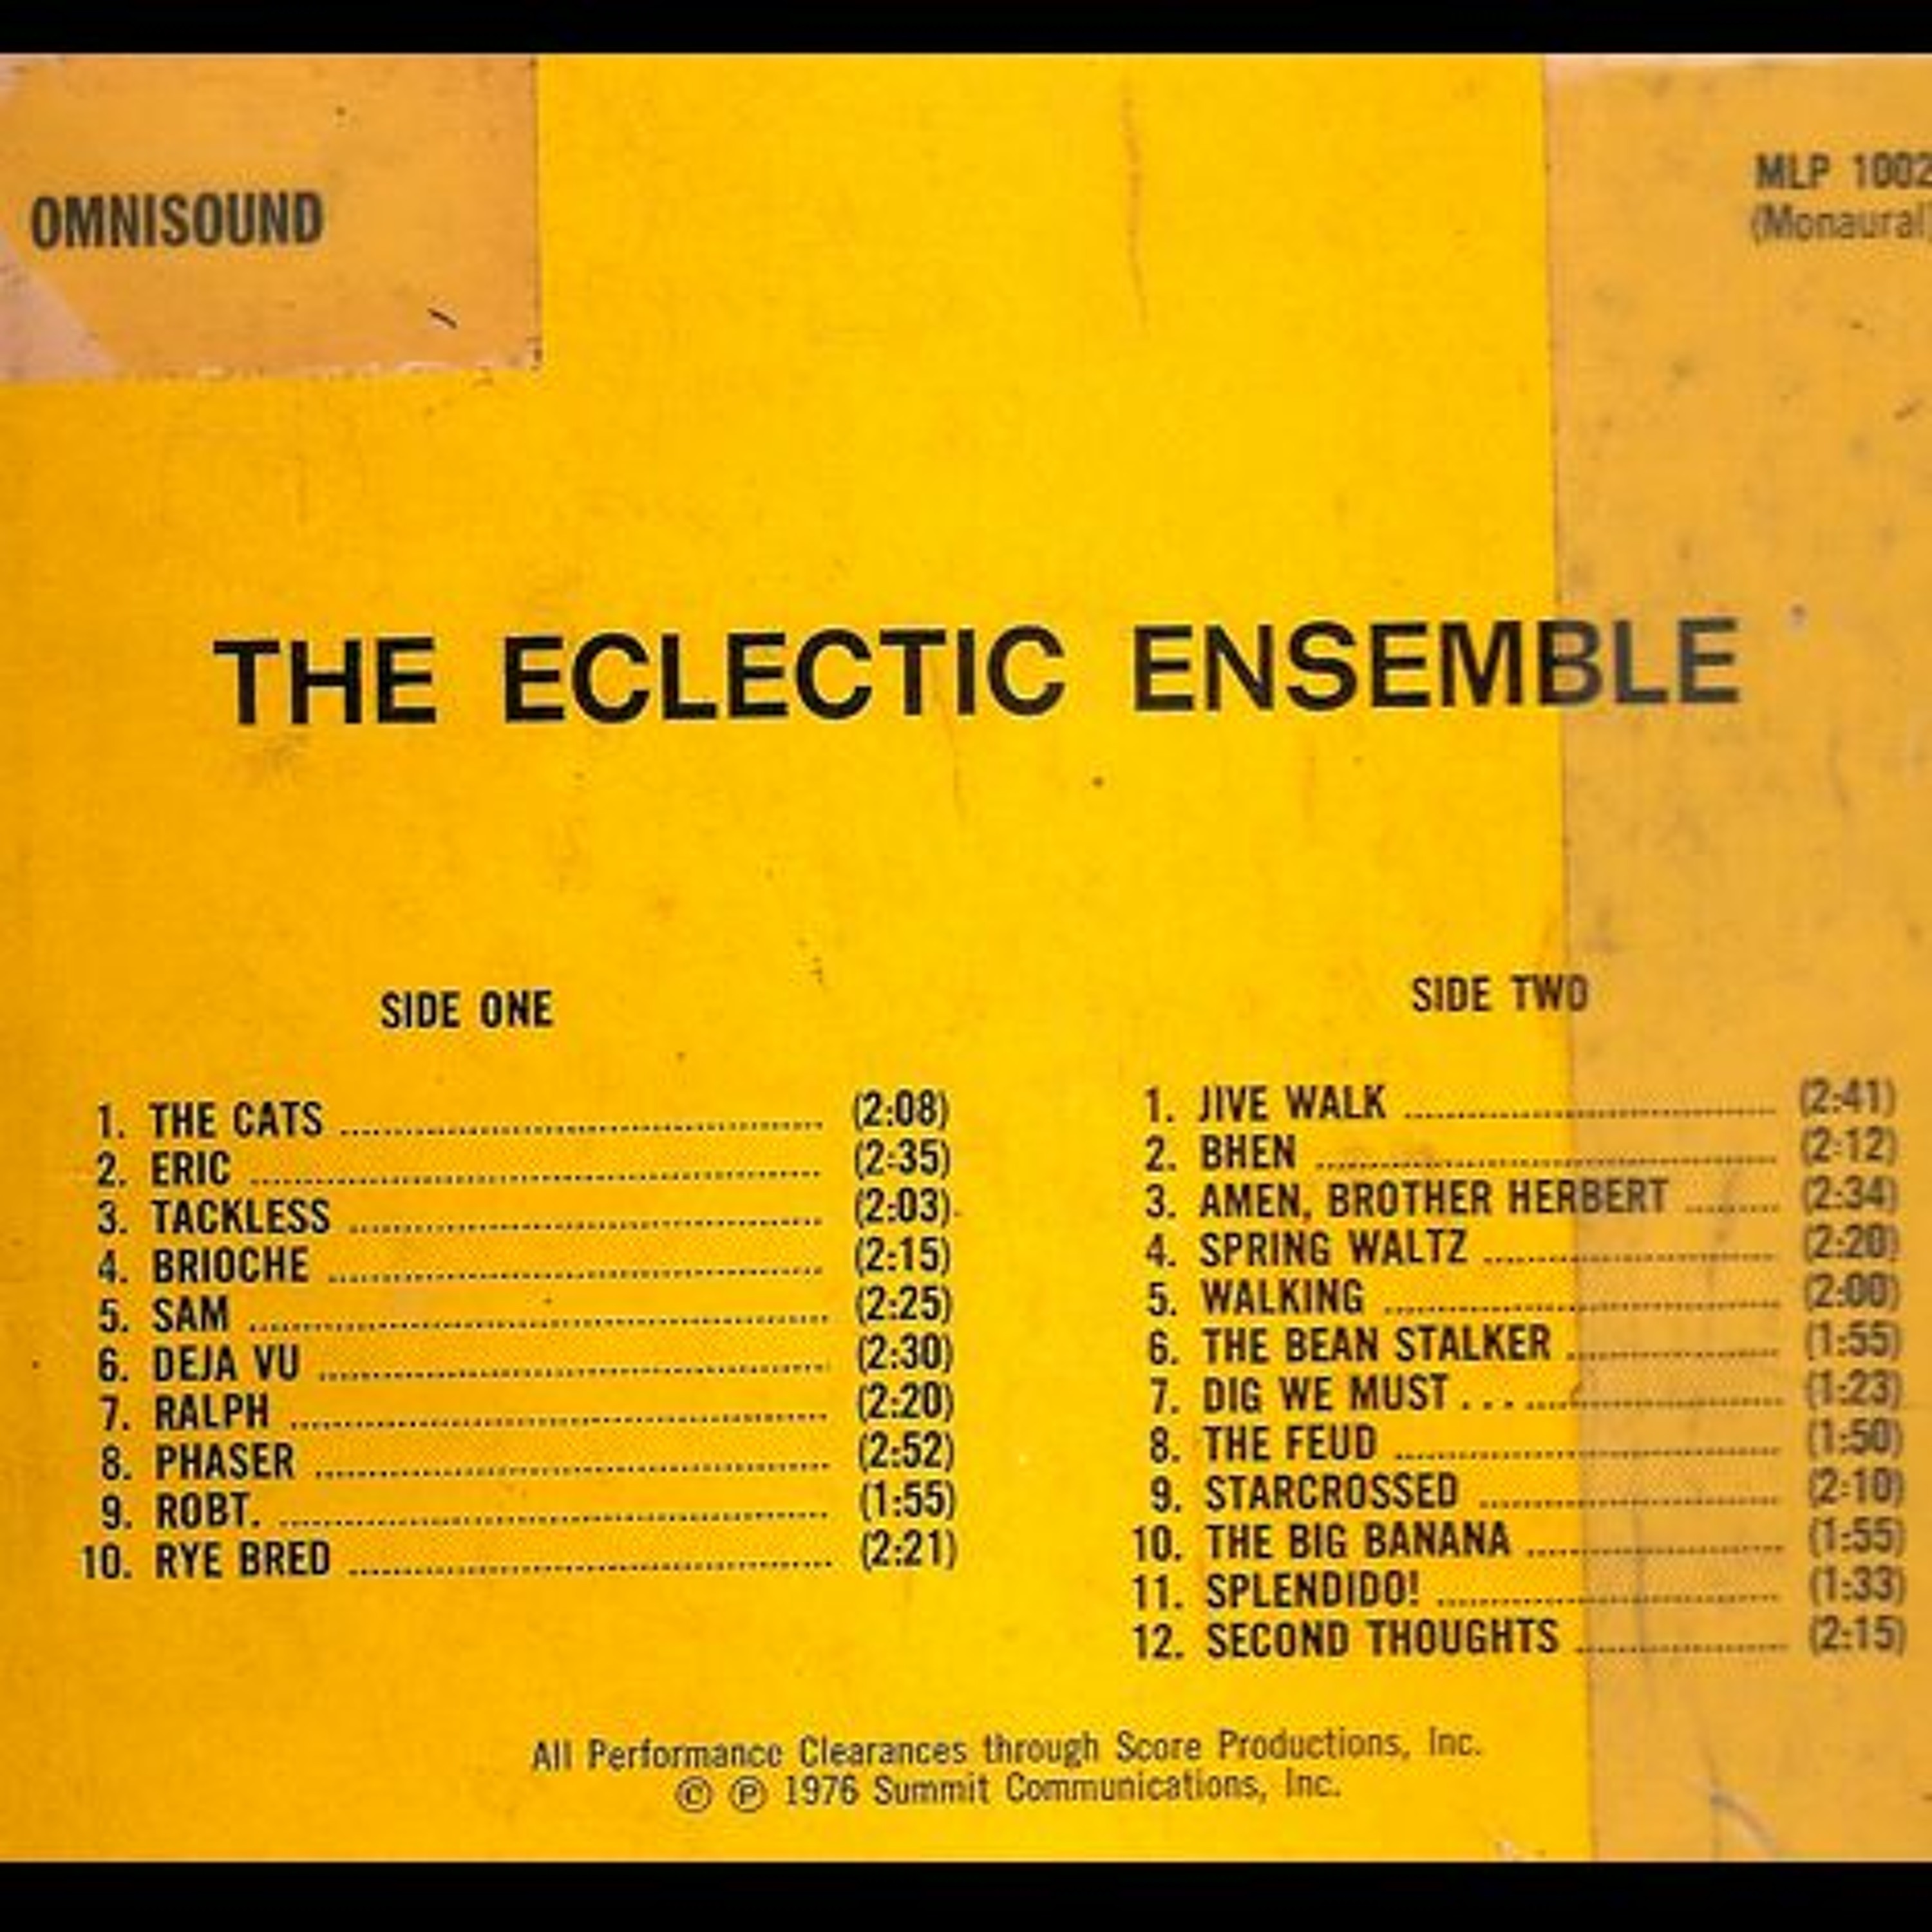 OMNISOUND
MLP 1002
(Monaural)
THE ECLECTIC ENSEMBLE
SIDE ONE
1. THE CATS (2:08)
2. ERIC (2:35)
3. TACKLESS (2:03)
4. BRIOCHE (2:15)
5. SAM (2:25)
6. DEJA VU (2:30)
7. RALPH (2:20)
8. PHASER (2:52)
9. ROBT. (1:55)
10. RYE BRED (2:21)
SIDE TWO
1. JIVE WALK (2:41)
2. BHEN (2:12)
3. AMEN, BROTHER HERBERT (2:34)
4. SPRING WALTZ (2:20)
5. WALKING (2:00)
6. THE BEAN STALKER (1:55)
7. DIG WE MUST . . . (1:23)
8. THE FEUD (1:50)
9. STARCROSSED (2:10)
10. THE BIG BANANA (1:55)
11. SPLENDIDO! (1:33)
12. SECOND THOUGHTS (2:15)
All Performance Clearances through Score Productions, Inc.
© ℗ 1976 Summit Communications, Inc.